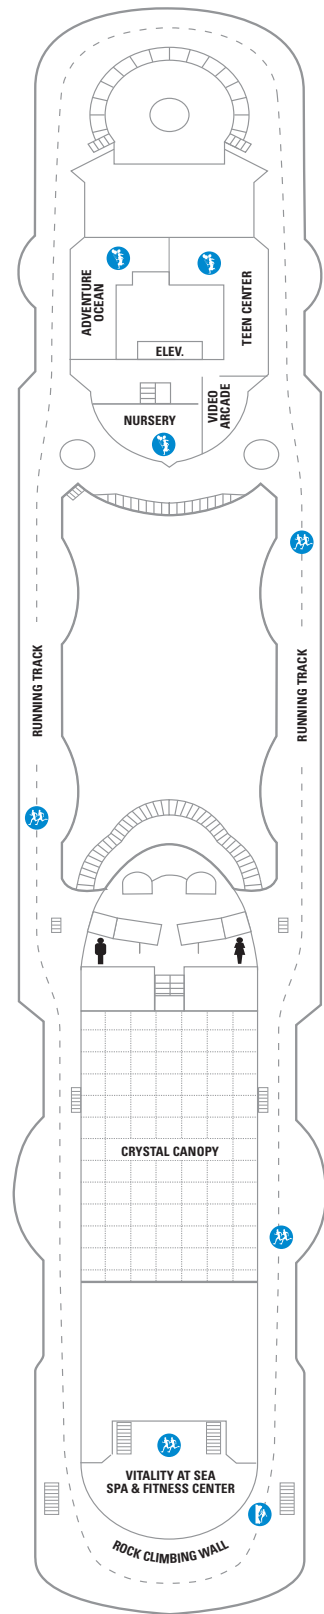 ADVENTURE
OCEAN
TEEN CENTER
ELEV.
NURSERY
VIDEO
ARCADE
RUNNING TRACK
RUNNING TRACK
CRYSTAL CANOPY
VITALITY AT SEA
SPA & FITNESS CENTER
ROCK CLIMBING WALL